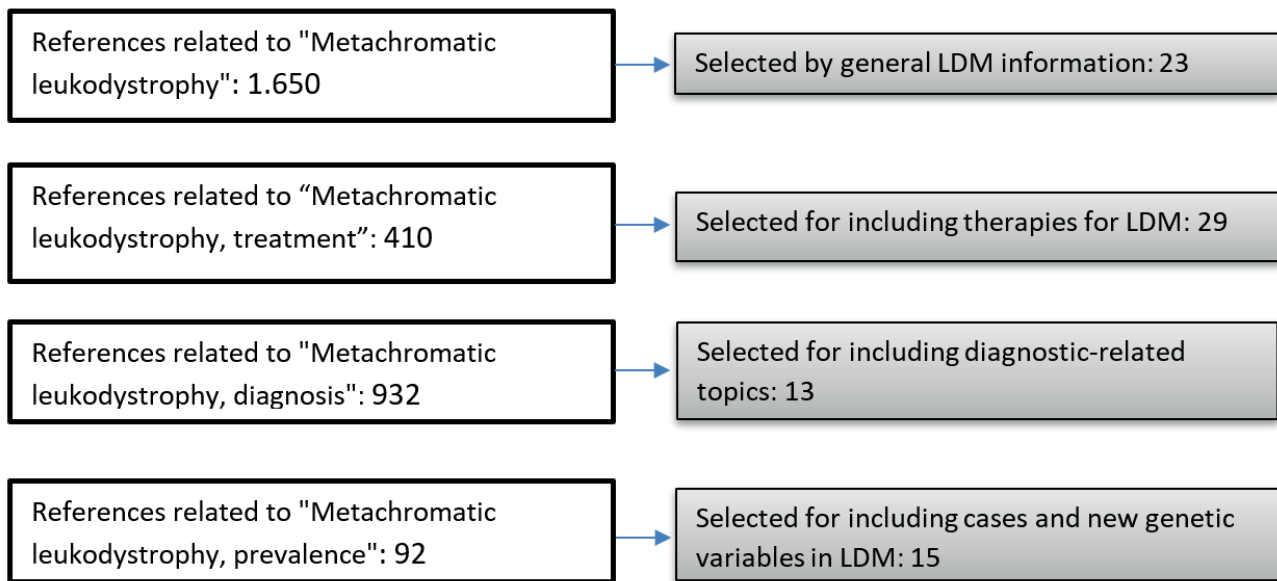 References related to "Metachromatic
leukodystrophy": 1.650
Selected by general LDM information: 23
References related to “Metachromatic
leukodystrophy, treatment”: 410
Selected for including therapies for LDM: 29
References related to "Metachromatic
leukodystrophy, diagnosis": 932
Selected for including diagnostic-related
topics: 13
References related to "Metachromatic
leukodystrophy, prevalence": 92
Selected for including cases and new genetic
variables in LDM: 15